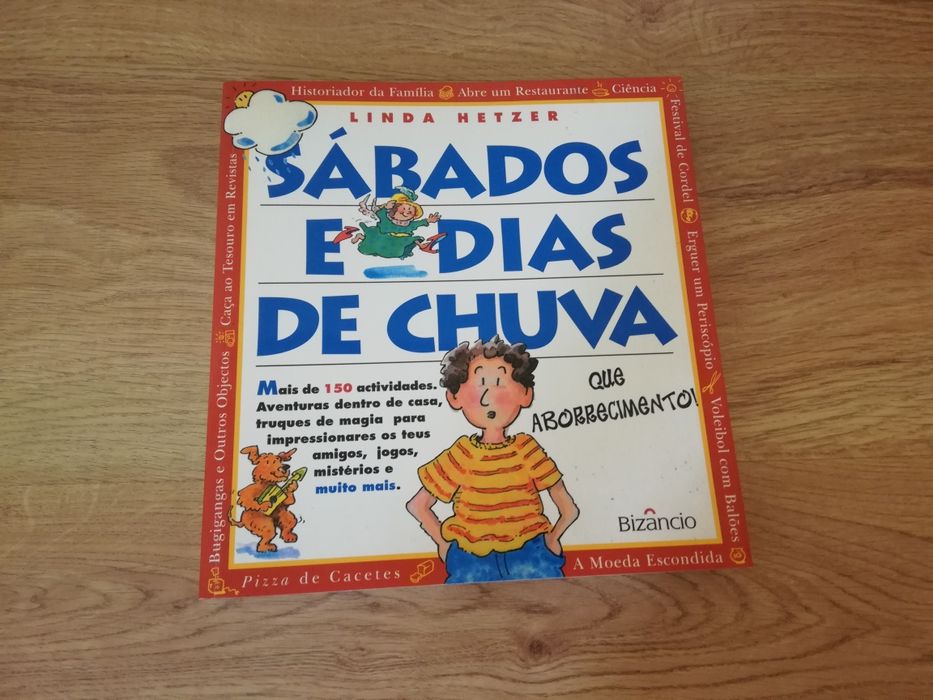 Historiador da Família Abre um Restaurante Ciência
LINDA HETZER
SÁBADOS
E DIAS
DE CHUVA
Mais de 150 actividades.
Aventuras dentro de casa,
truques de magia para
impressionares os teus
amigos, jogos,
mistérios e
muito mais.
QUE
ABORRECIMENTO!
Bizâncio
Festival de Cordel Erguer um Periscópio Voleibol com Balões
A Moeda Escondida
Pizza de Cacetes
Bugigangas e Outros Objectos Caça ao Tesouro em Revistas